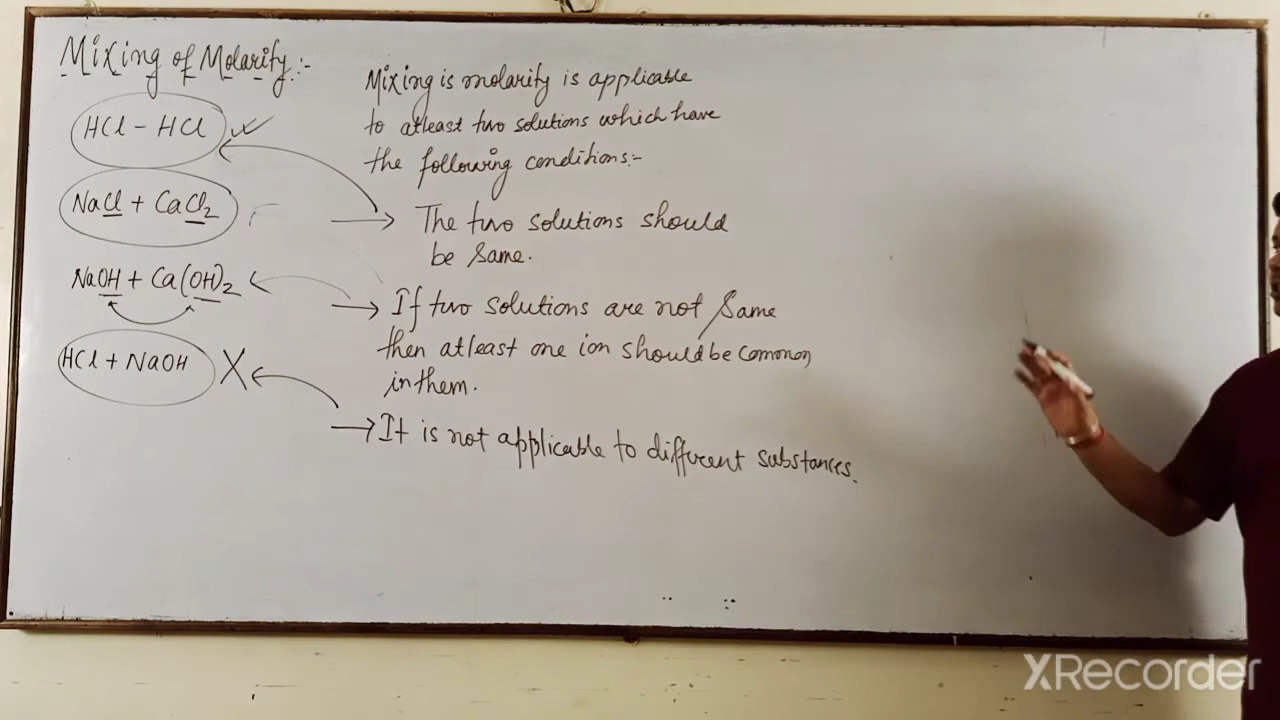 Mixing of Molarity:-
HCl - HCl ✓
NaCl + CaCl2
NaOH + Ca(OH)2
HCl + NaOH X
Mixing is molarity is applicable
to atleast two solutions which have
the following conditions:-
→ The two solutions should
be same.
→ If two solutions are not same
then atleast one ion should be common
in them.
→ It is not applicable to different substances.
XRecorder